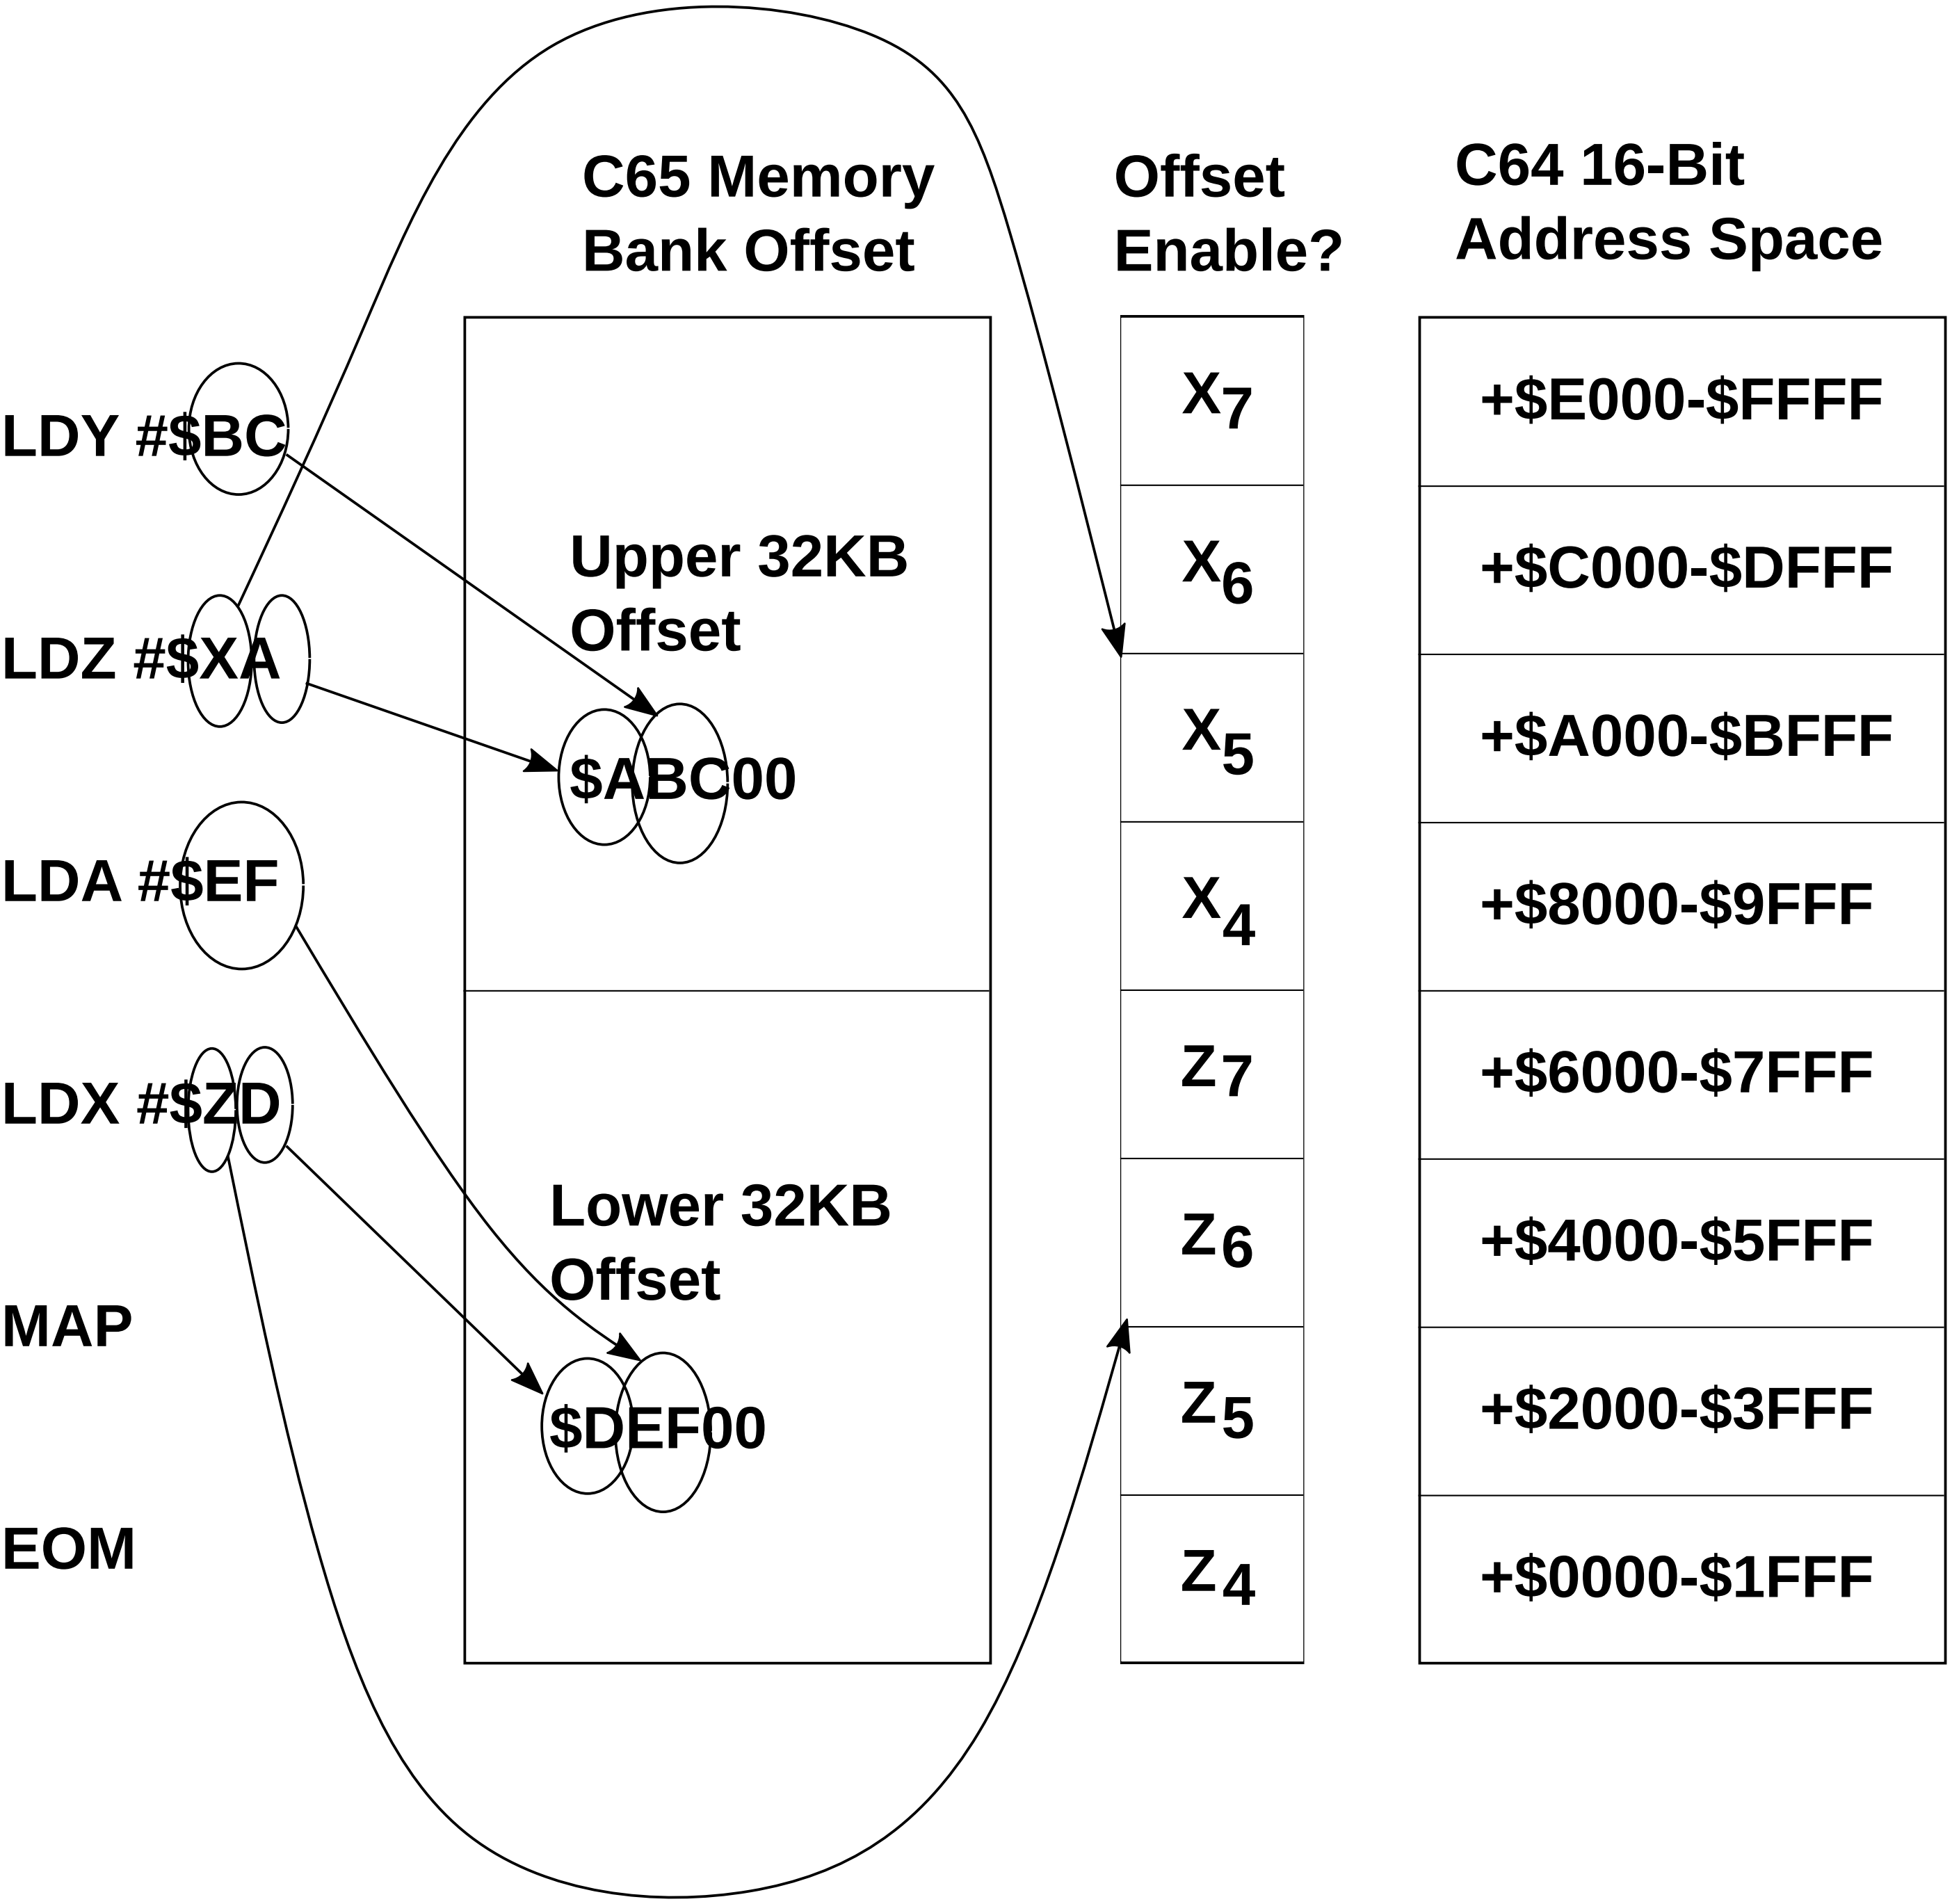 C65 Memory
Bank Offset
Offset
Enable?
C64 16-Bit
Address Space
LDY #$BC
LDZ #$XA
LDA #$EF
LDX #$ZD
MAP
EOM
Upper 32KB
Offset
$ABC00
Lower 32KB
Offset
$DEF00
X7
X6
X5
X4
Z7
Z6
Z5
Z4
+$E000-$FFFF
+$C000-$DFFF
+$A000-$BFFF
+$8000-$9FFF
+$6000-$7FFF
+$4000-$5FFF
+$2000-$3FFF
+$0000-$1FFF